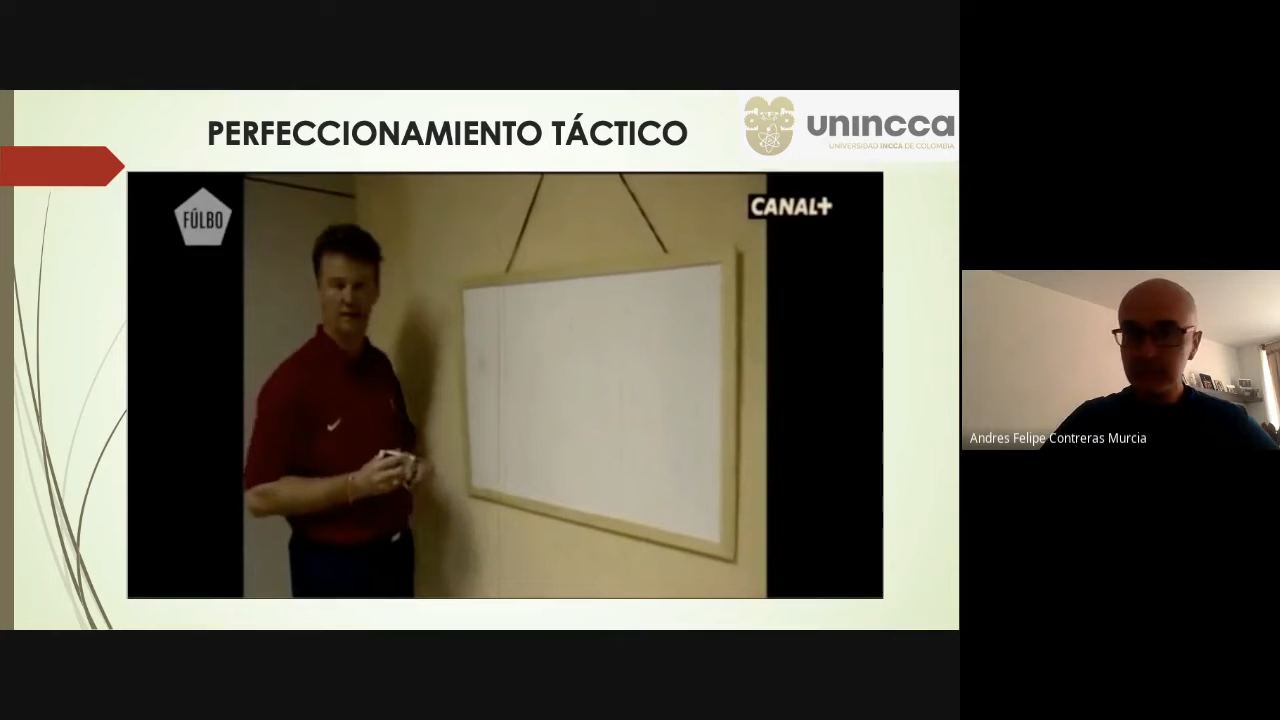 PERFECCIONAMIENTO TÁCTICO
unincca
UNIVERSIDAD INCCA DE COLOMBIA
FÚLBO
CANAL+
Andres Felipe Contreras Murcia